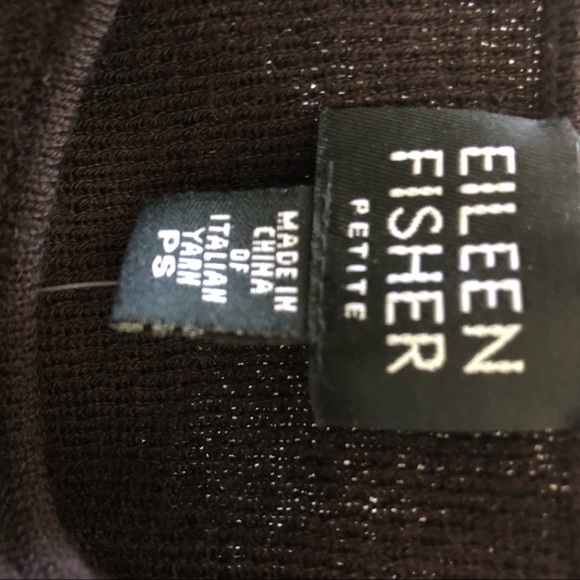 EILEEN
FISHER
PETITE
MADE IN
CHINA
OF
ITALIAN
YARN
PS